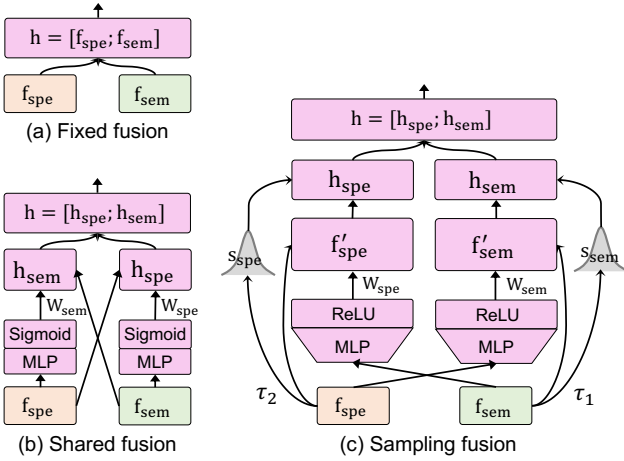 h = [f_spe; f_sem]
f_spe f_sem
(a) Fixed fusion
h = [h_spe; h_sem]
h_sem h_spe
W_sem W_spe
Sigmoid Sigmoid
MLP MLP
f_spe f_sem
(b) Shared fusion
h = [h_spe; h_sem]
h_spe h_sem
s_spe f′_spe f′_sem s_sem
W_spe W_sem
ReLU ReLU
MLP MLP
τ_2 f_spe f_sem τ_1
(c) Sampling fusion